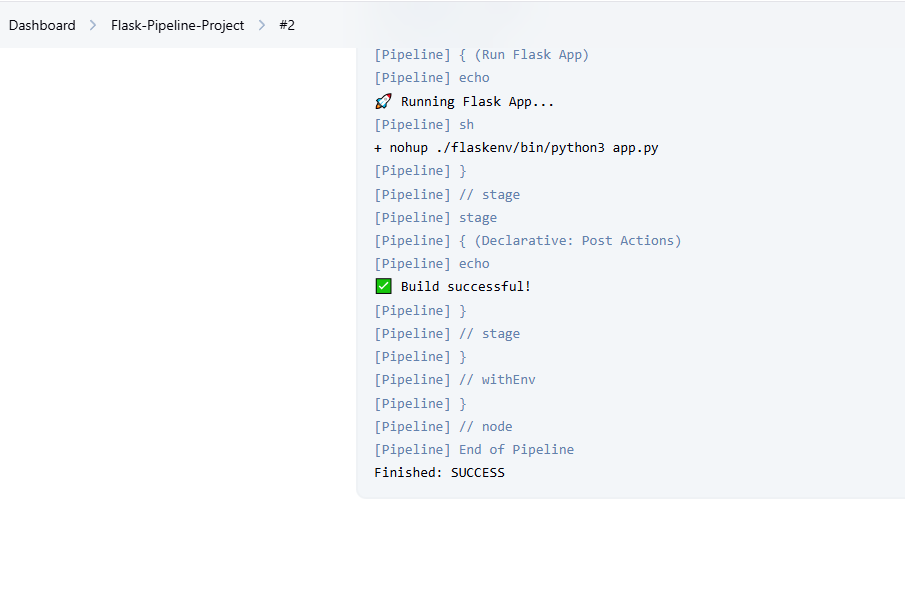 Dashboard > Flask-Pipeline-Project > #2
[Pipeline] { (Run Flask App)
[Pipeline] echo
🚀 Running Flask App...
[Pipeline] sh
+ nohup ./flaskenv/bin/python3 app.py
[Pipeline] }
[Pipeline] // stage
[Pipeline] stage
[Pipeline] { (Declarative: Post Actions)
[Pipeline] echo
✅ Build successful!
[Pipeline] }
[Pipeline] // stage
[Pipeline] }
[Pipeline] // withEnv
[Pipeline] }
[Pipeline] // node
[Pipeline] End of Pipeline
Finished: SUCCESS